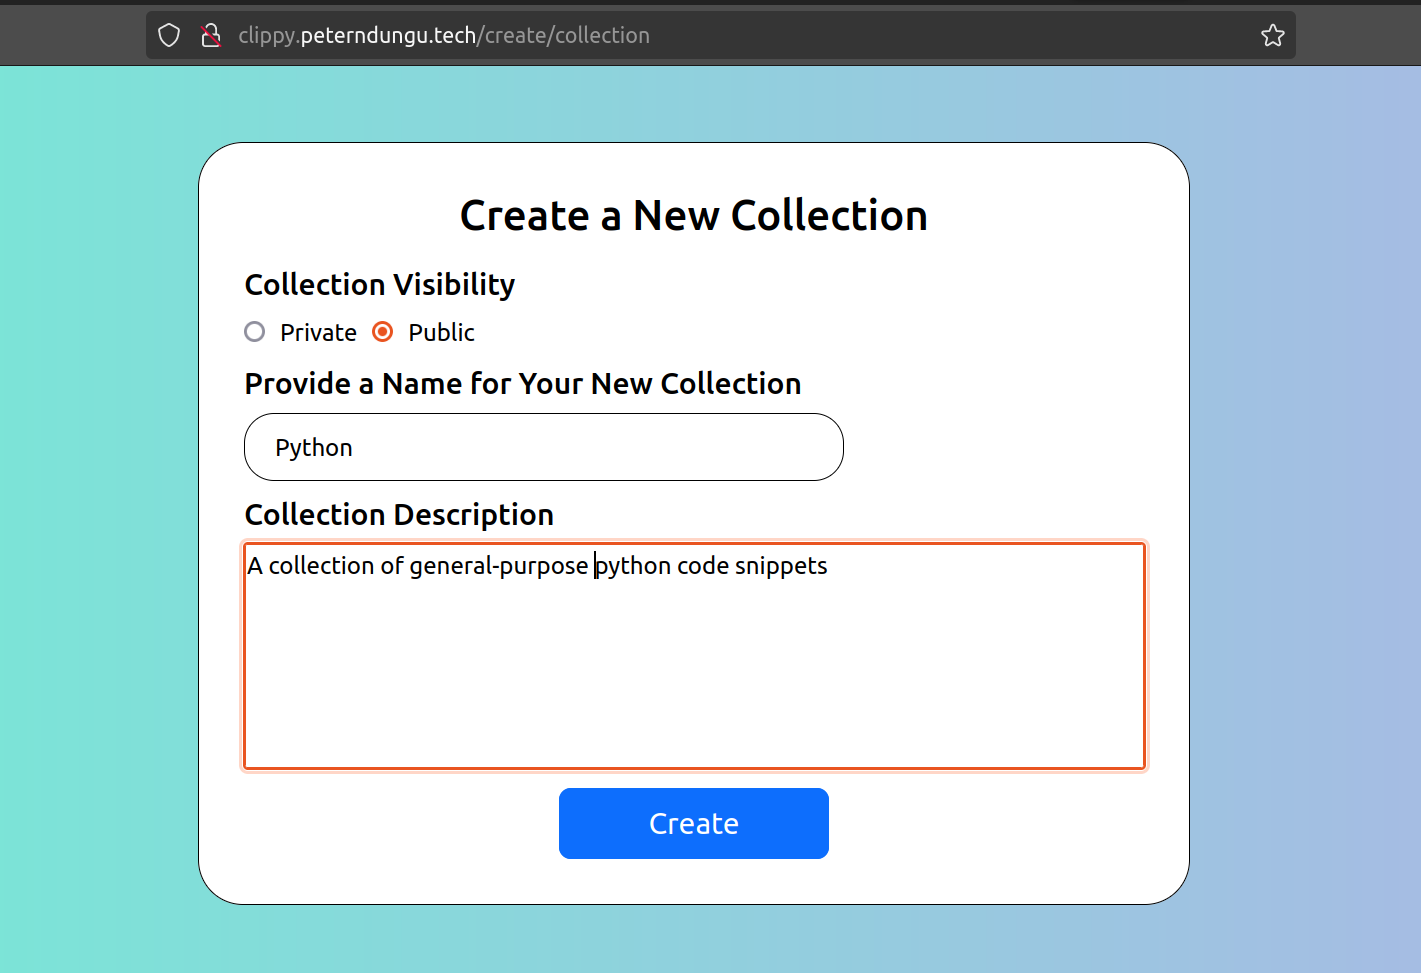 clippy.peterndungu.tech/create/collection
Create a New Collection
Collection Visibility
Private Public
Provide a Name for Your New Collection
Python
Collection Description
A collection of general-purpose python code snippets
Create